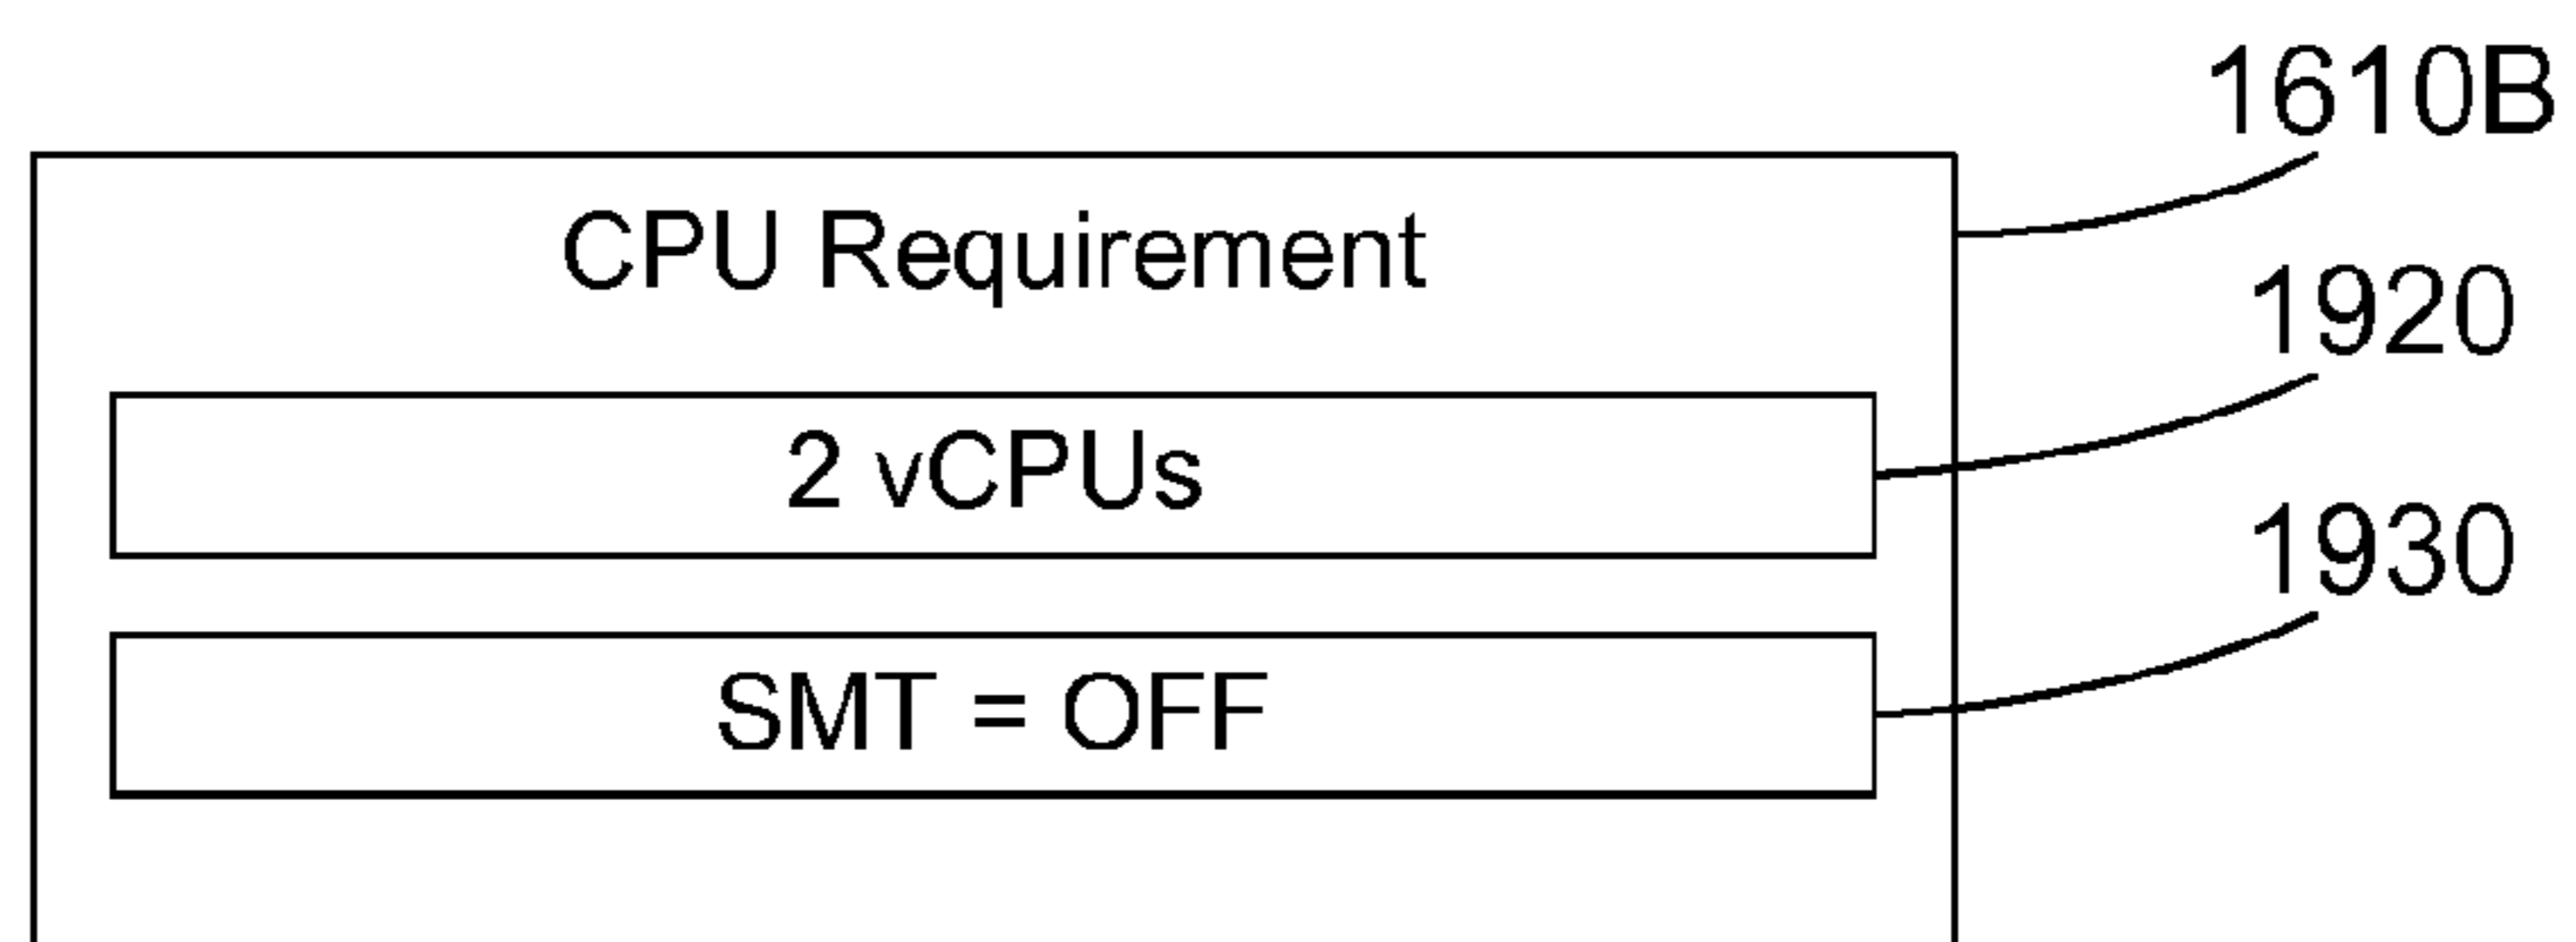 1610B
CPU Requirement
1920
2 vCPUs
1930
SMT = OFF